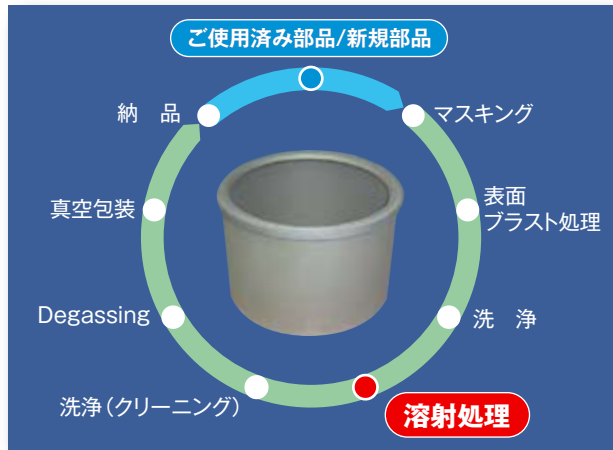 ご使用済み部品/新規部品
マスキング
表面
ブラスト処理
洗　浄
溶射処理
洗浄（クリーニング）
Degassing
真空包装
納　品